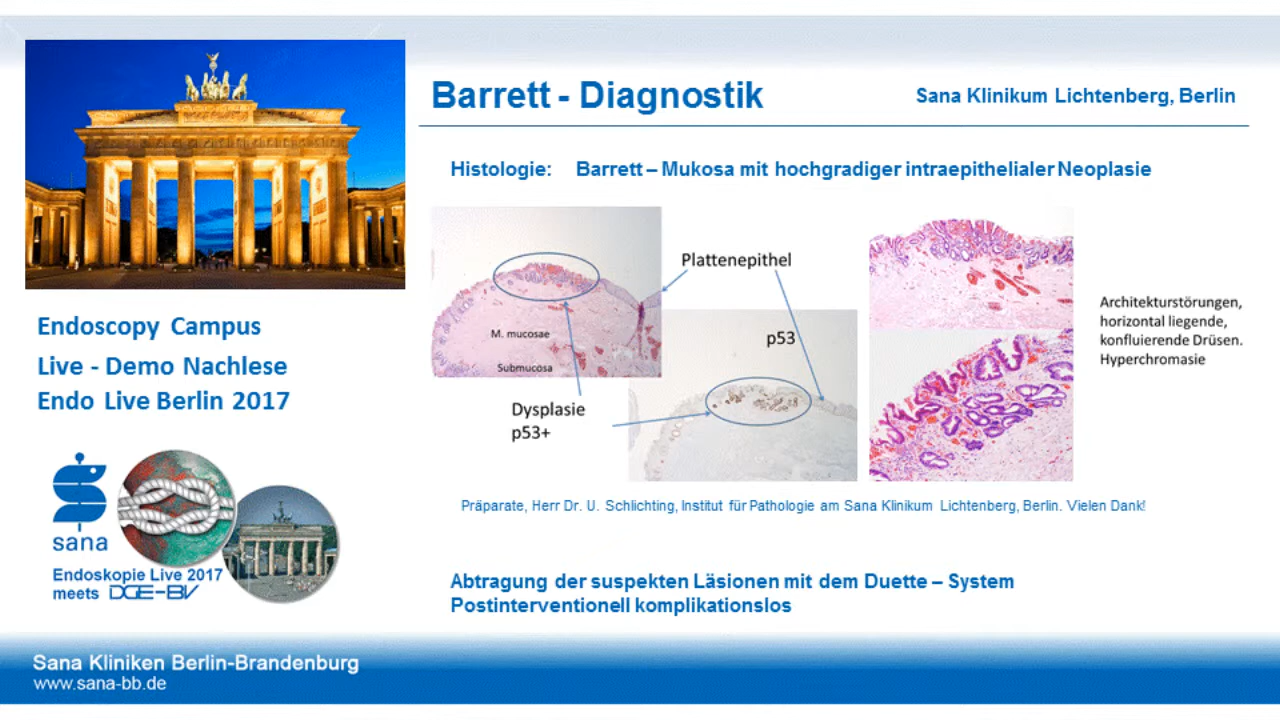 Barrett - Diagnostik
Sana Klinikum Lichtenberg, Berlin
Histologie: Barrett – Mukosa mit hochgradiger intraepithelialer Neoplasie
Plattenepithel
M. mucosae
Submucosa
p53
Dysplasie
p53+
Architekturstörungen,
horizontal liegende,
konfluierende Drüsen.
Hyperchromasie
Präparate, Herr Dr. U. Schlichting, Institut für Pathologie am Sana Klinikum Lichtenberg, Berlin. Vielen Dank!
Abtragung der suspekten Läsionen mit dem Duette – System
Postinterventionell komplikationslos
Endoscopy Campus
Live - Demo Nachlese
Endo Live Berlin 2017
sana
Endoskopie Live 2017
meets DGE-BV
Sana Kliniken Berlin-Brandenburg
www.sana-bb.de